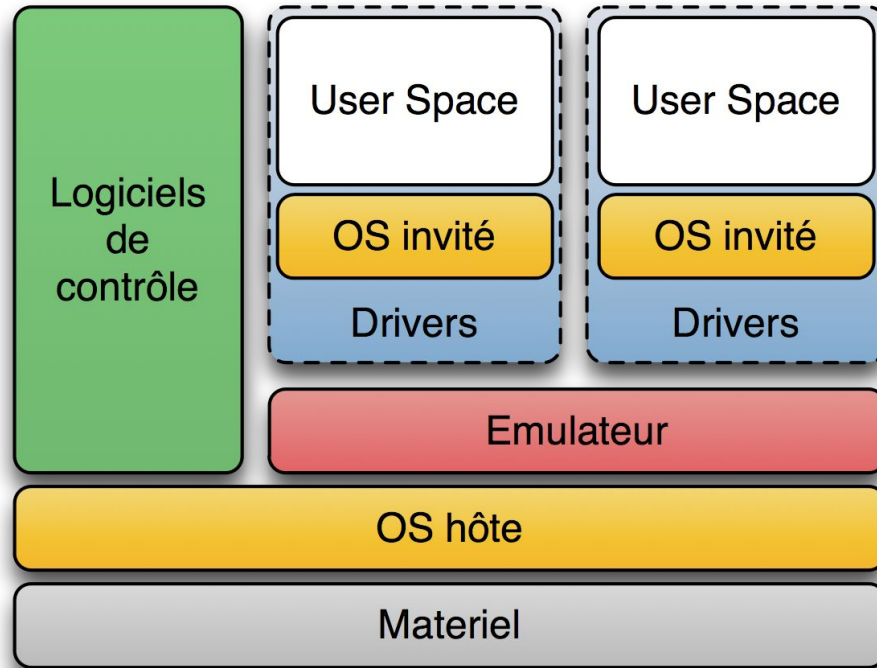 Logiciels
de
contrôle
User Space
OS invité
Drivers
User Space
OS invité
Drivers
Emulateur
OS hôte
Materiel